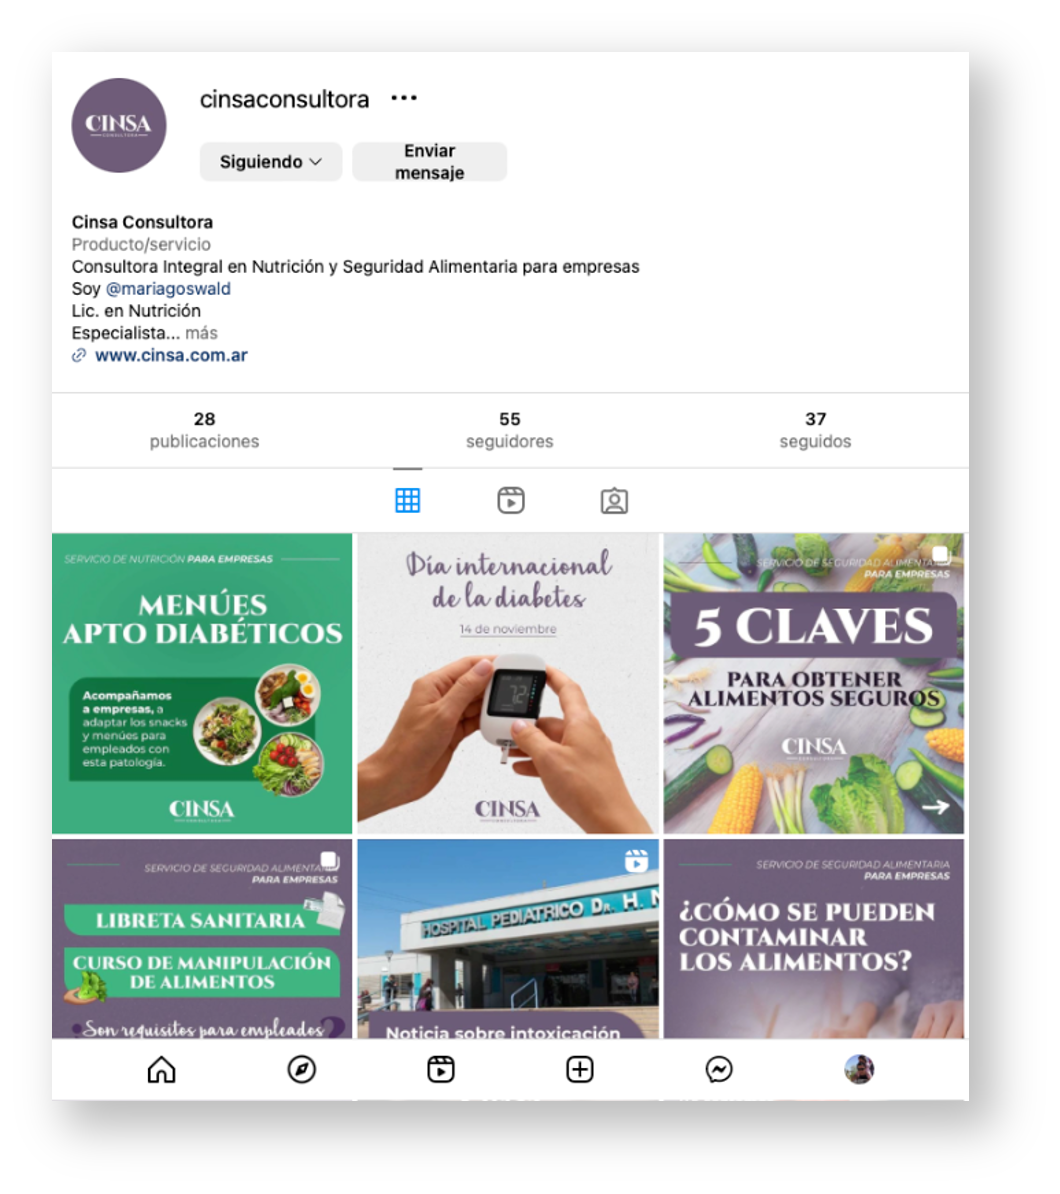 CINSA
CONSULTORA
cinsaconsultora
Siguiendo
Enviar
mensaje
Cinsa Consultora
Producto/servicio
Consultora Integral en Nutrición y Seguridad Alimentaria para empresas
Soy @mariagoswald
Lic. en Nutrición
Especialista... más
www.cinsa.com.ar
28
publicaciones
55
seguidores
37
seguidos
SERVICIO DE NUTRICIÓN PARA EMPRESAS
MENÚES
APTO DIABÉTICOS
Acompañamos
a empresas, a
adaptar los snacks
y menúes para
empleados con
esta patología.
CINSA
CONSULTORA
Día internacional
de la diabetes
14 de noviembre
72
CINSA
CONSULTORA
SERVICIO DE SEGURIDAD ALIMENTARIA
PARA EMPRESAS
5 CLAVES
PARA OBTENER
ALIMENTOS SEGUROS
CINSA
SERVICIO DE SEGURIDAD ALIMENTARIA
PARA EMPRESAS
LIBRETA SANITARIA
CURSO DE MANIPULACIÓN
DE ALIMENTOS
Son requisitos para empleados?
HOSPITAL PEDIATRICO Dr. H. N
Noticia sobre intoxicación
SERVICIO DE SEGURIDAD ALIMENTARIA
PARA EMPRESAS
¿CÓMO SE PUEDEN
CONTAMINAR
LOS ALIMENTOS?